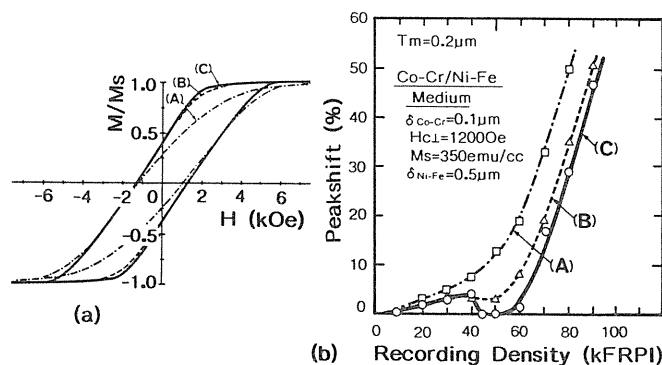 (A)
(B)
(C)
M/Ms
1.0
0.5
-6
-4
-2
0
2
4
6
H (kOe)
-0.5
-1.0
(a)
Peakshift (%)
60
50
40
30
20
10
0
Tm=0.2μm
Co-Cr/Ni-Fe
Medium
δCo-Cr=0.1μm
Hc⊥=1200Oe
Ms=350emu/cc
δNi-Fe=0.5μm
(C)
(B)
(A)
0
20
40
60
80
100
(b)
Recording Density (kFRPI)